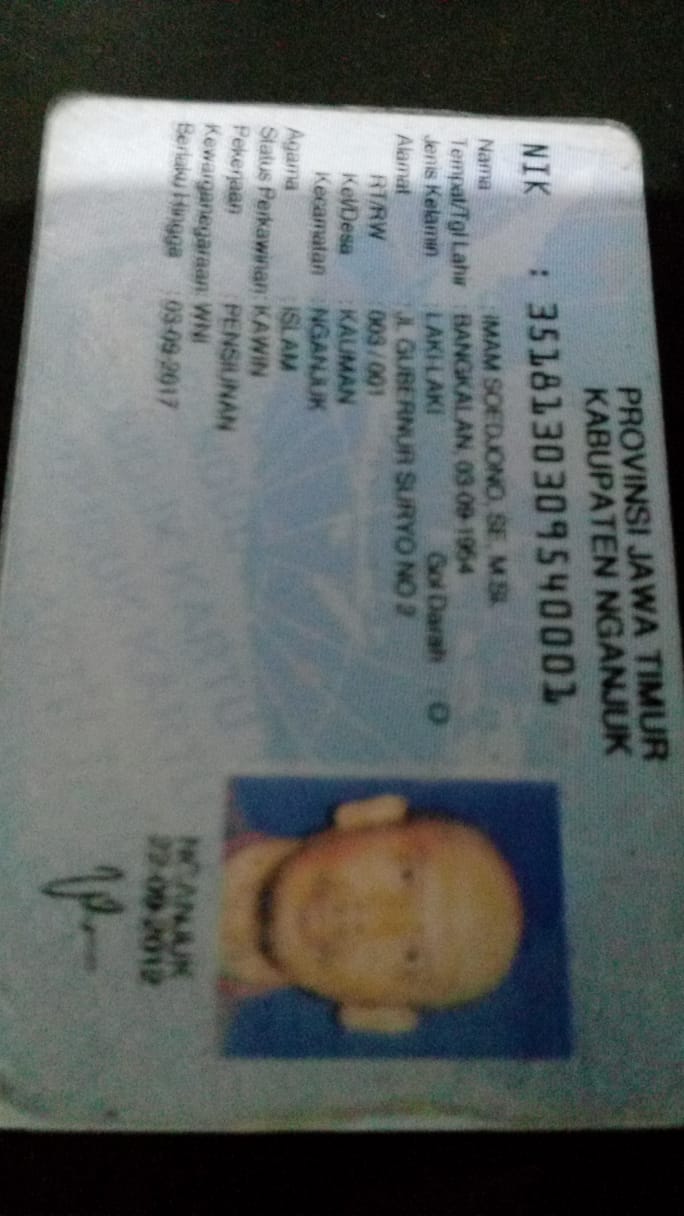 PROVINSI JAWA TIMUR
KABUPATEN NGANJUK
NIK : 3518130309540001
Nama : IMAM SOEDJONO, SE, M.SI.
Tempat/Tgl Lahir : BANGKALAN, 03-09-1954
Jenis Kelamin : LAKI-LAKI Gol Darah : O
Alamat : JL GUBERNUR SURYO NO 2
RT/RW : 003 / 001
Kel/Desa : KAUMAN
Kecamatan : NGANJUK
Agama : ISLAM
Status Perkawinan : KAWIN
Pekerjaan : PENSIUNAN
Kewarganegaraan: WNI
Berlaku Hingga : 03-09-2017
NGANJUK
22-09-2012